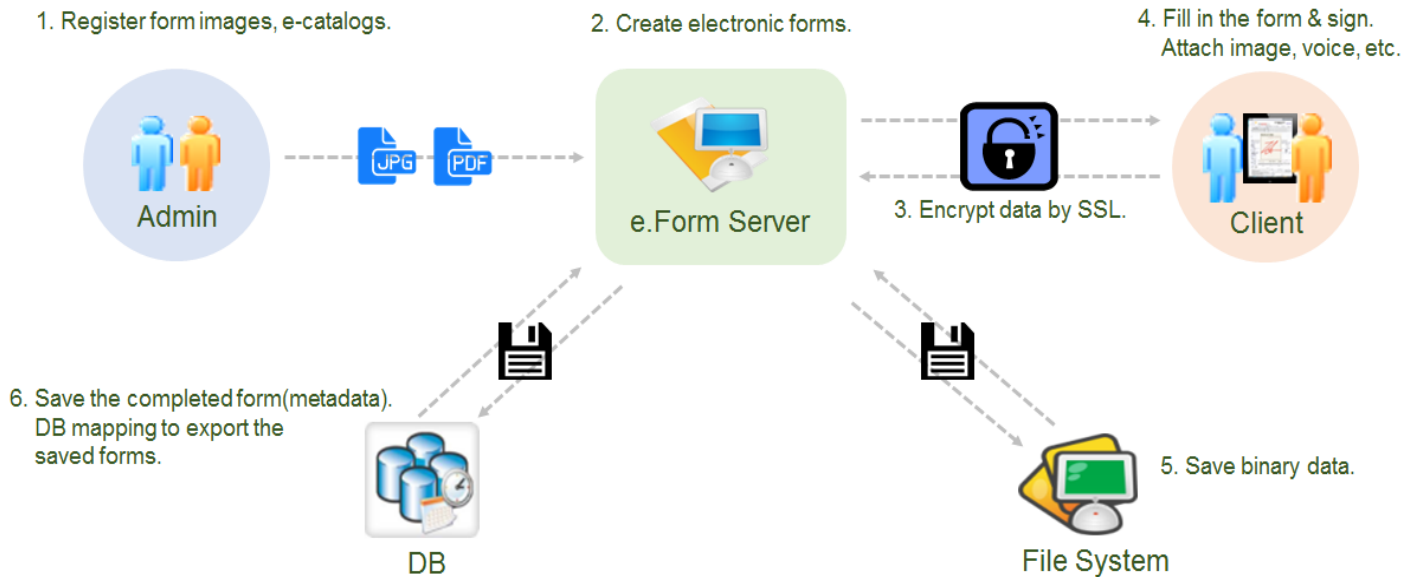 1. Register form images, e-catalogs.
2. Create electronic forms.
4. Fill in the form & sign.
Attach image, voice, etc.
JPG
PDF
Admin
e.Form Server
3. Encrypt data by SSL.
Client
6. Save the completed form(metadata).
DB mapping to export the
saved forms.
5. Save binary data.
DB
File System